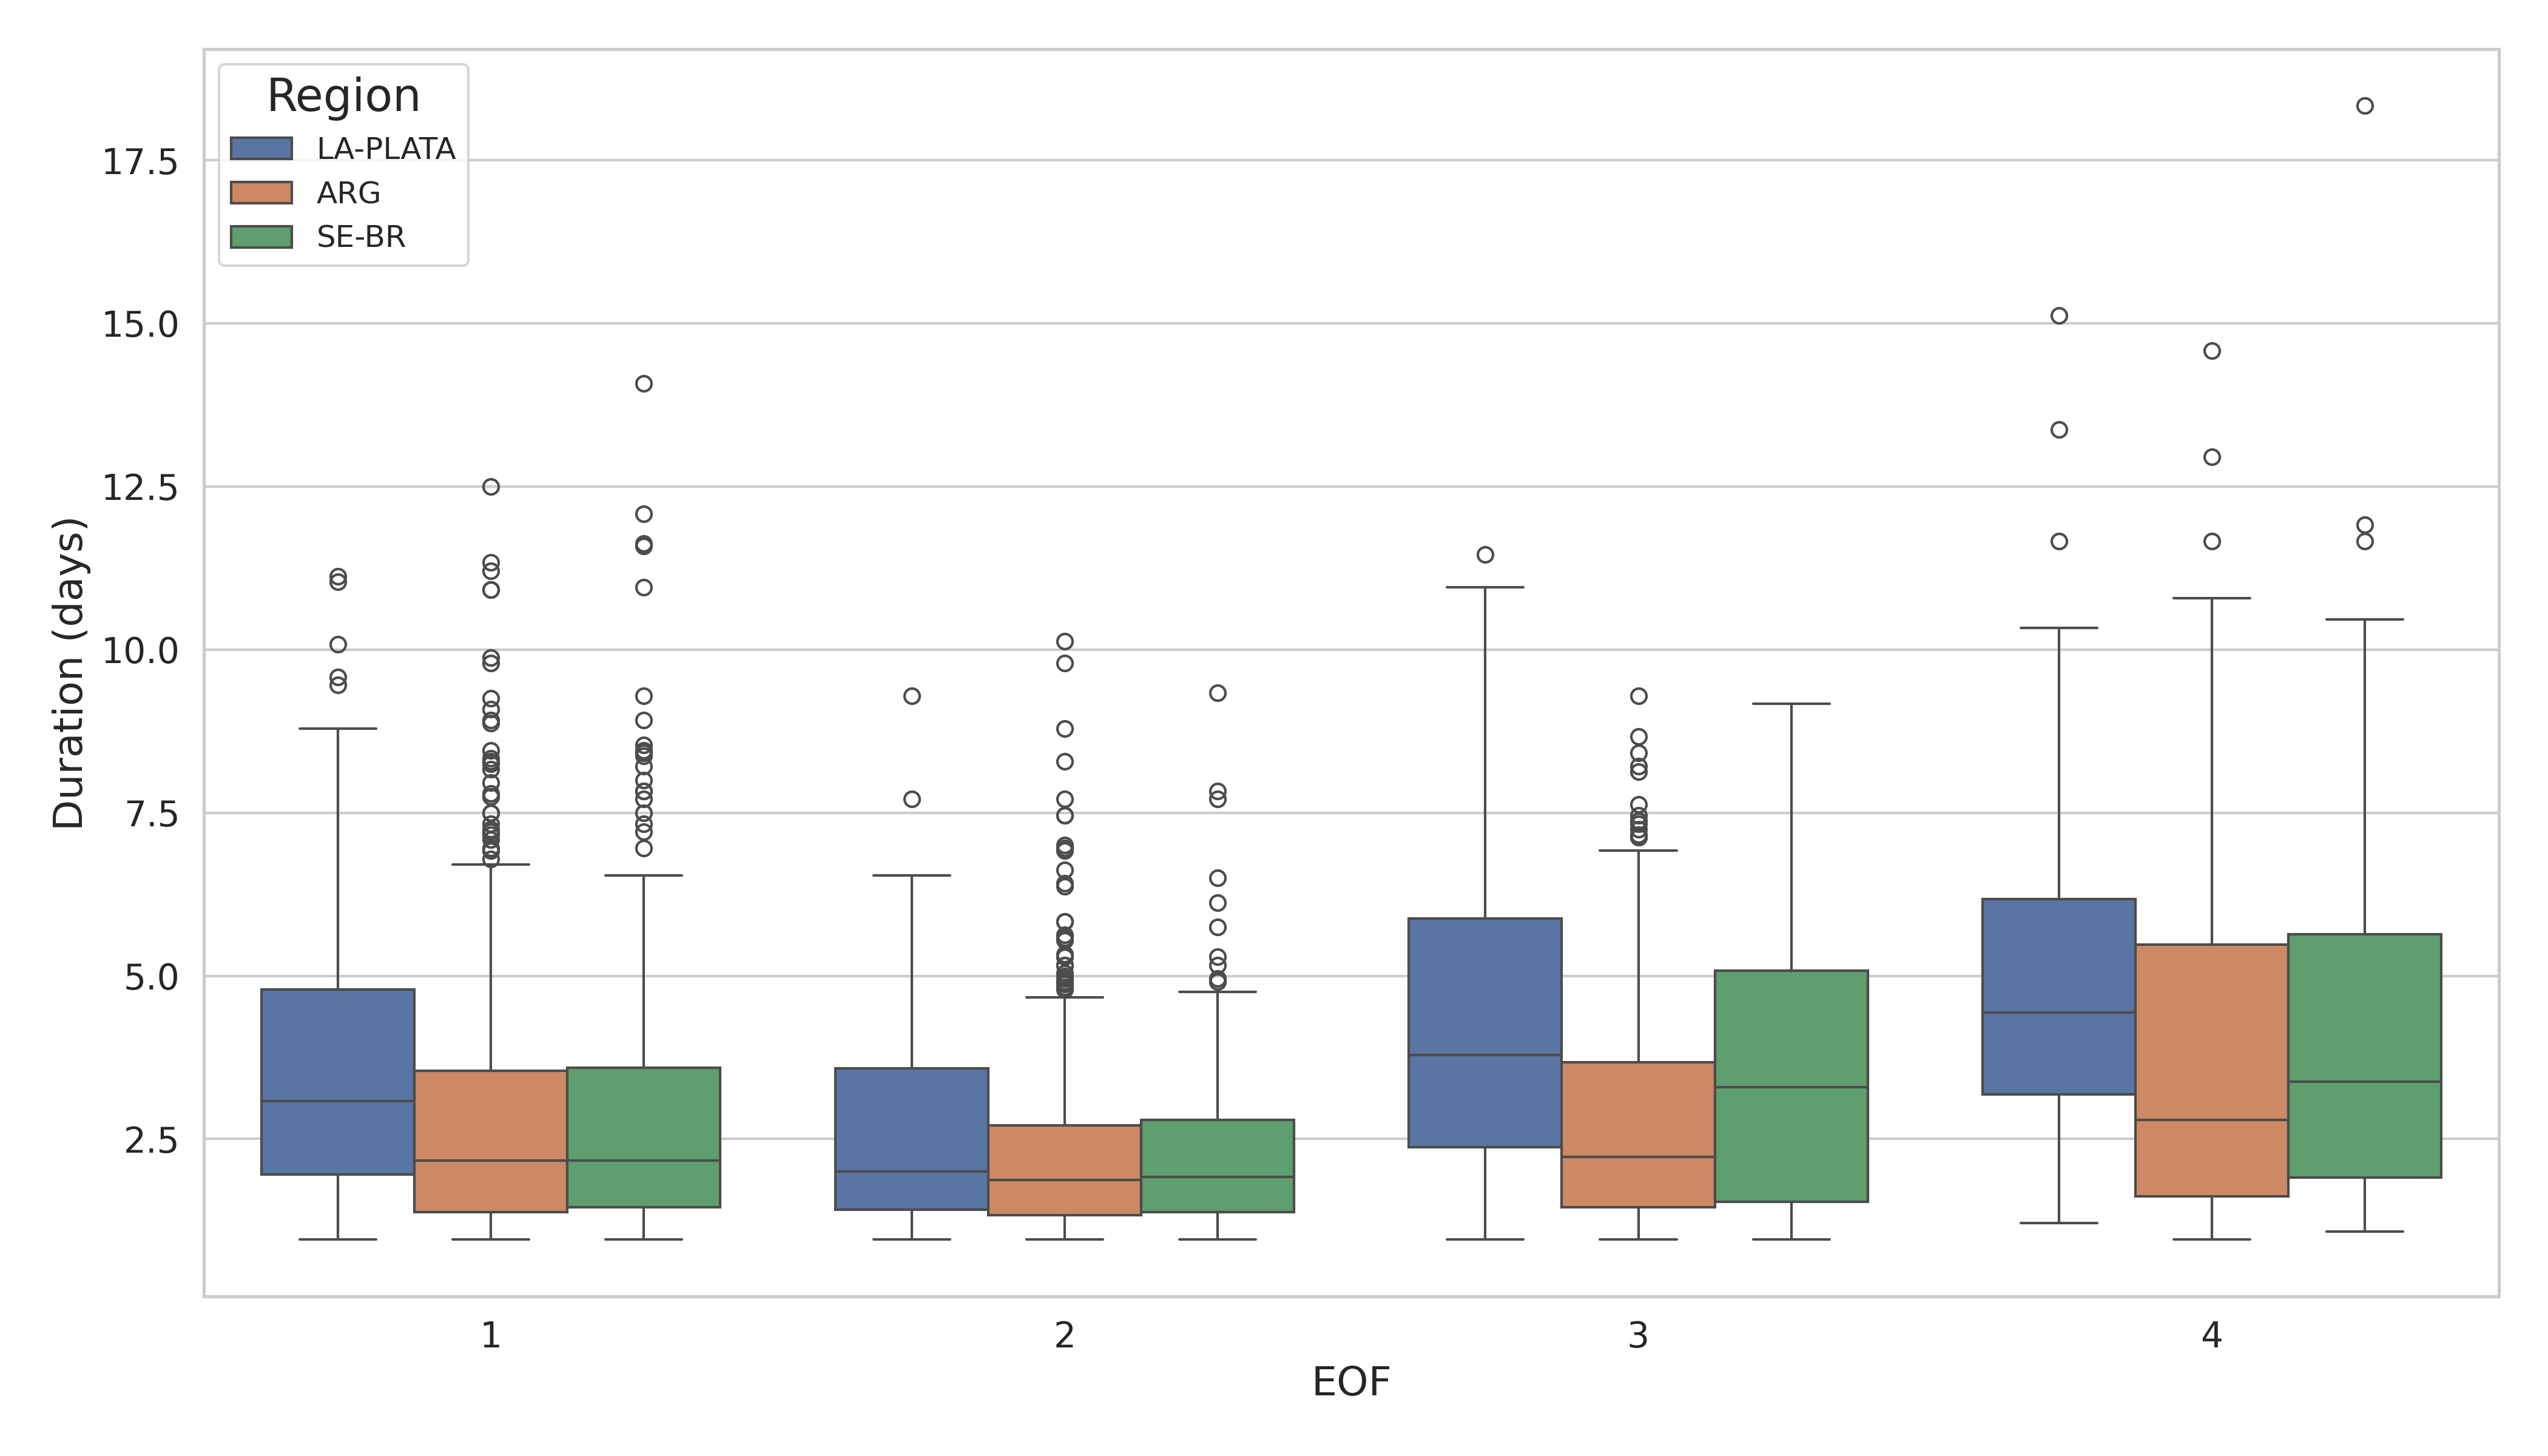 Region
LA-PLATA
ARG
SE-BR
Duration (days)
17.5
15.0
12.5
10.0
7.5
5.0
2.5
1 2 3 4
EOF